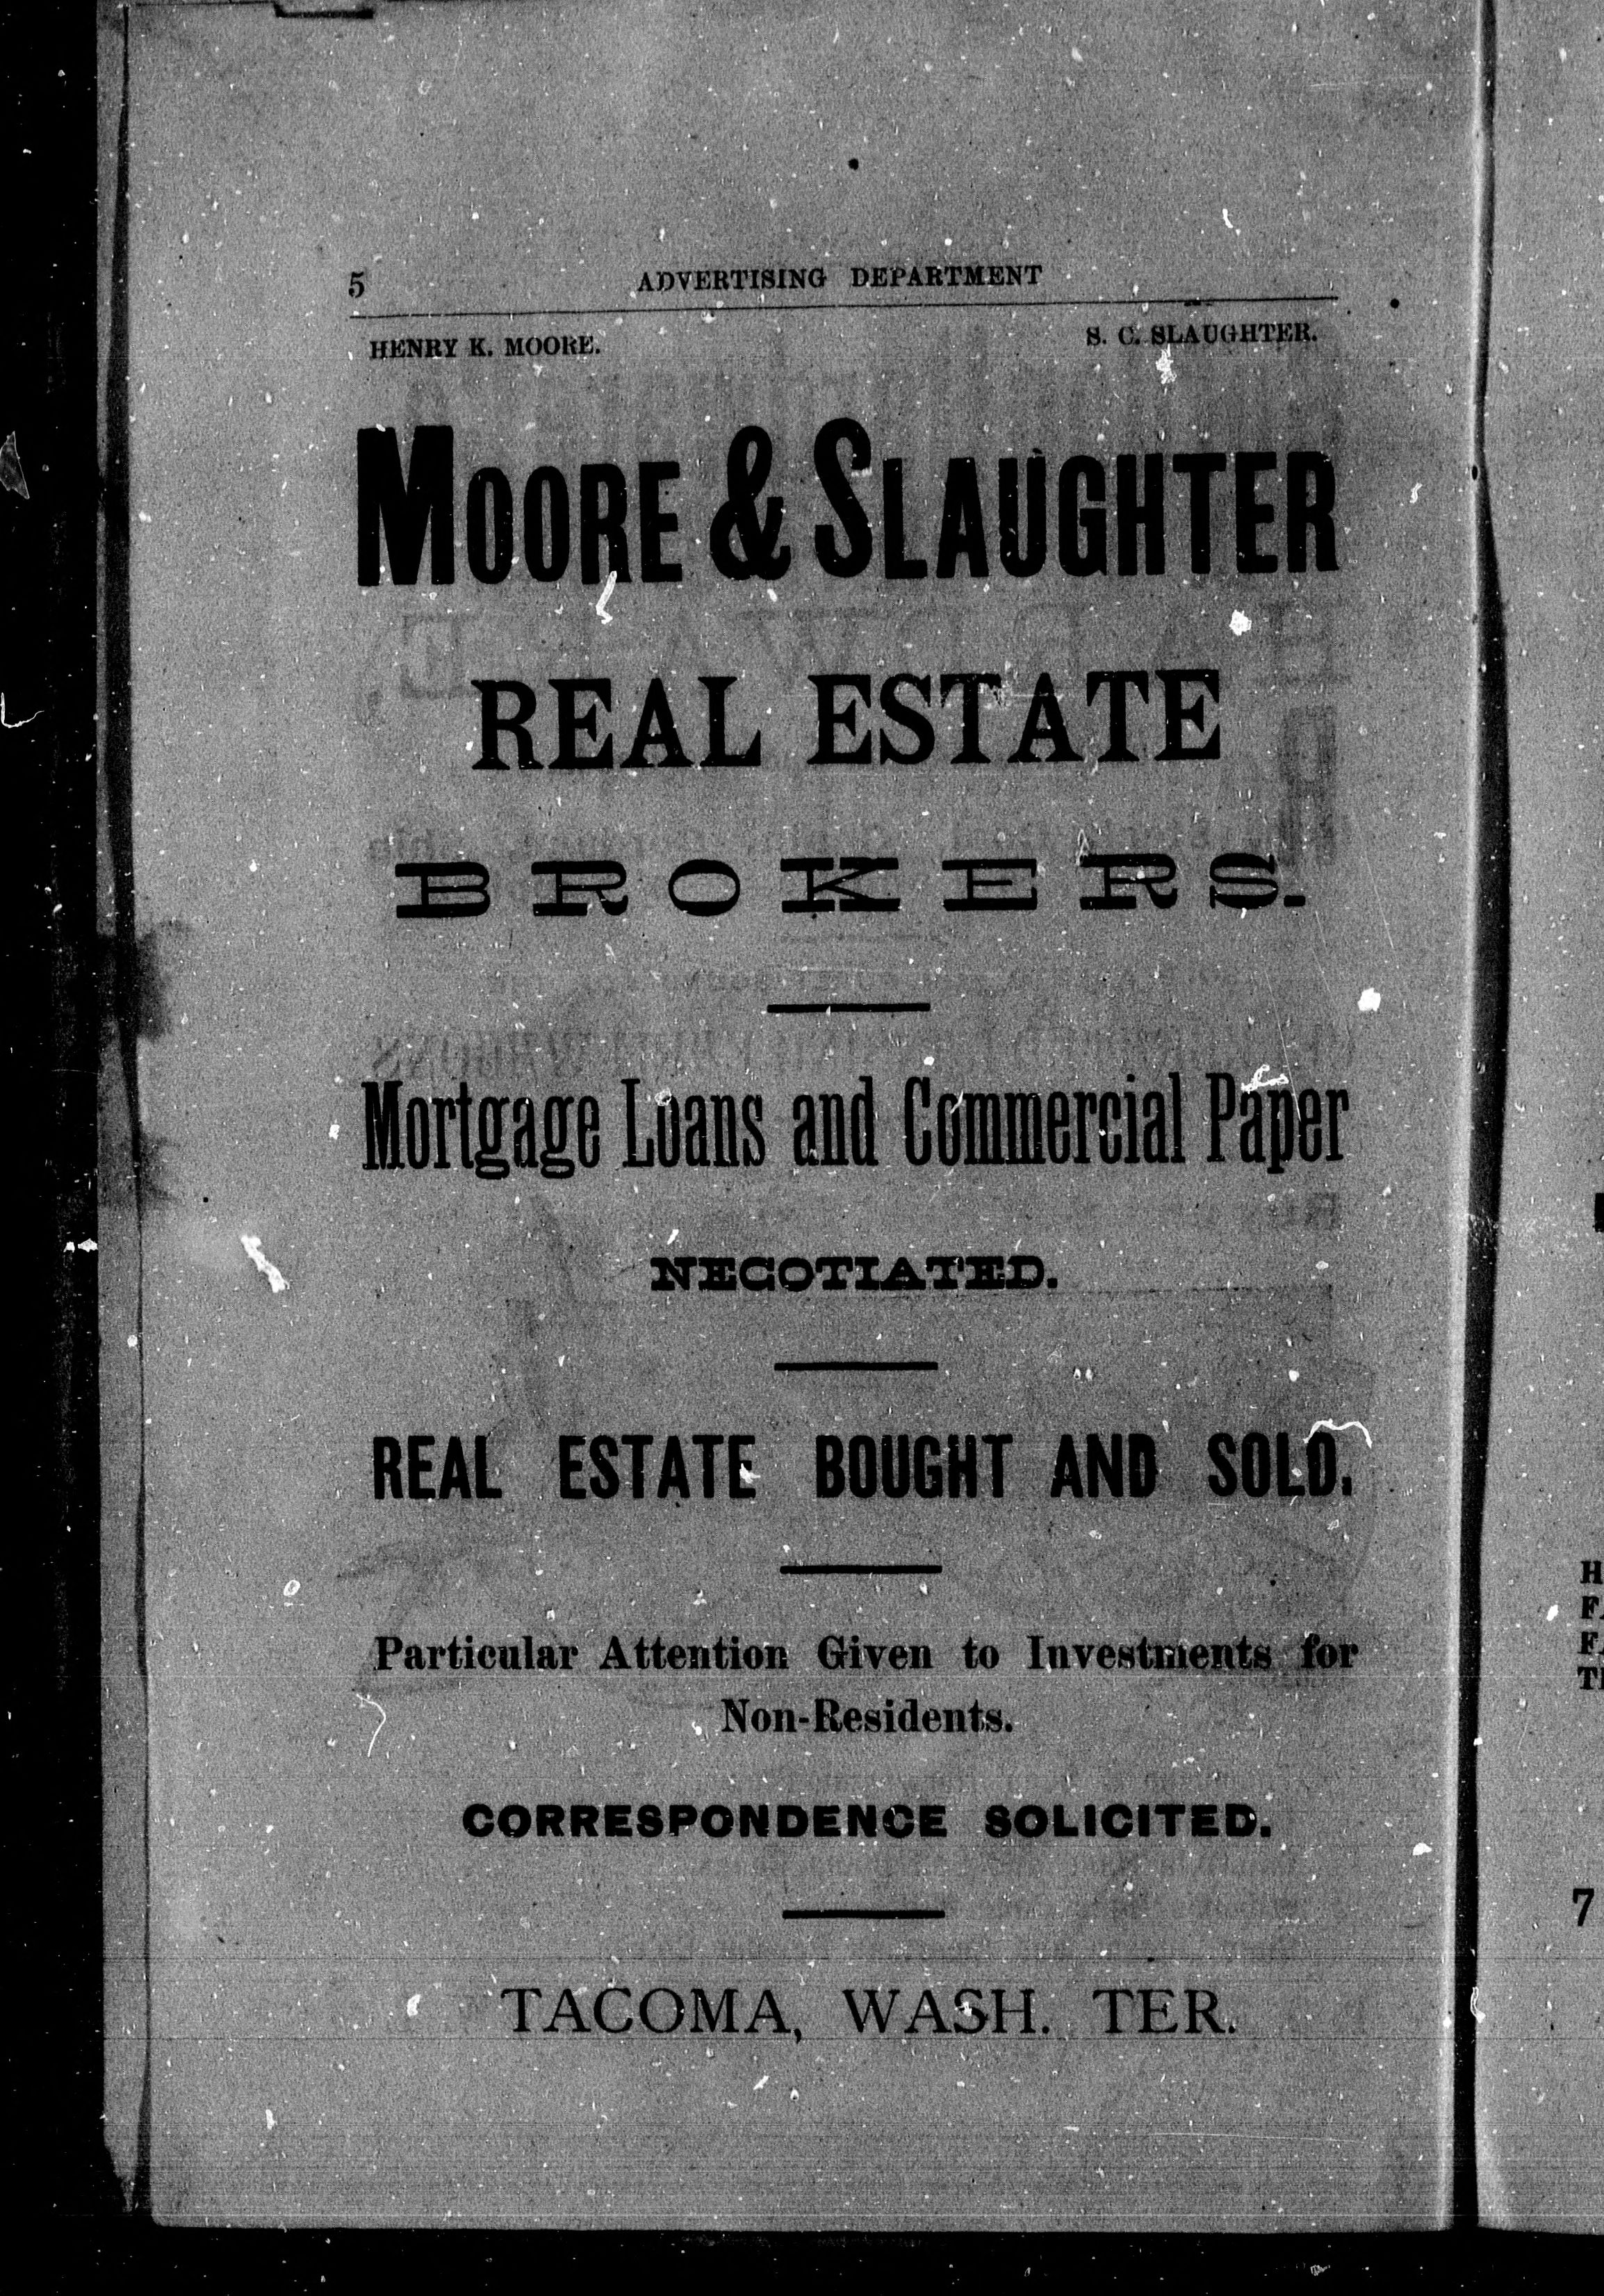 5 ADVERTISING DEPARTMENT
HENRY K. MOORE. S. C. SLAUGHTER.
MOORE & SLAUGHTER
REAL ESTATE
BROKERS.
Mortgage Loans and Commercial Paper
NEGOTIATED.
REAL ESTATE BOUGHT AND SOLD.
Particular Attention Given to Investments for
Non-Residents.
CORRESPONDENCE SOLICITED.
TACOMA, WASH. TER.
7